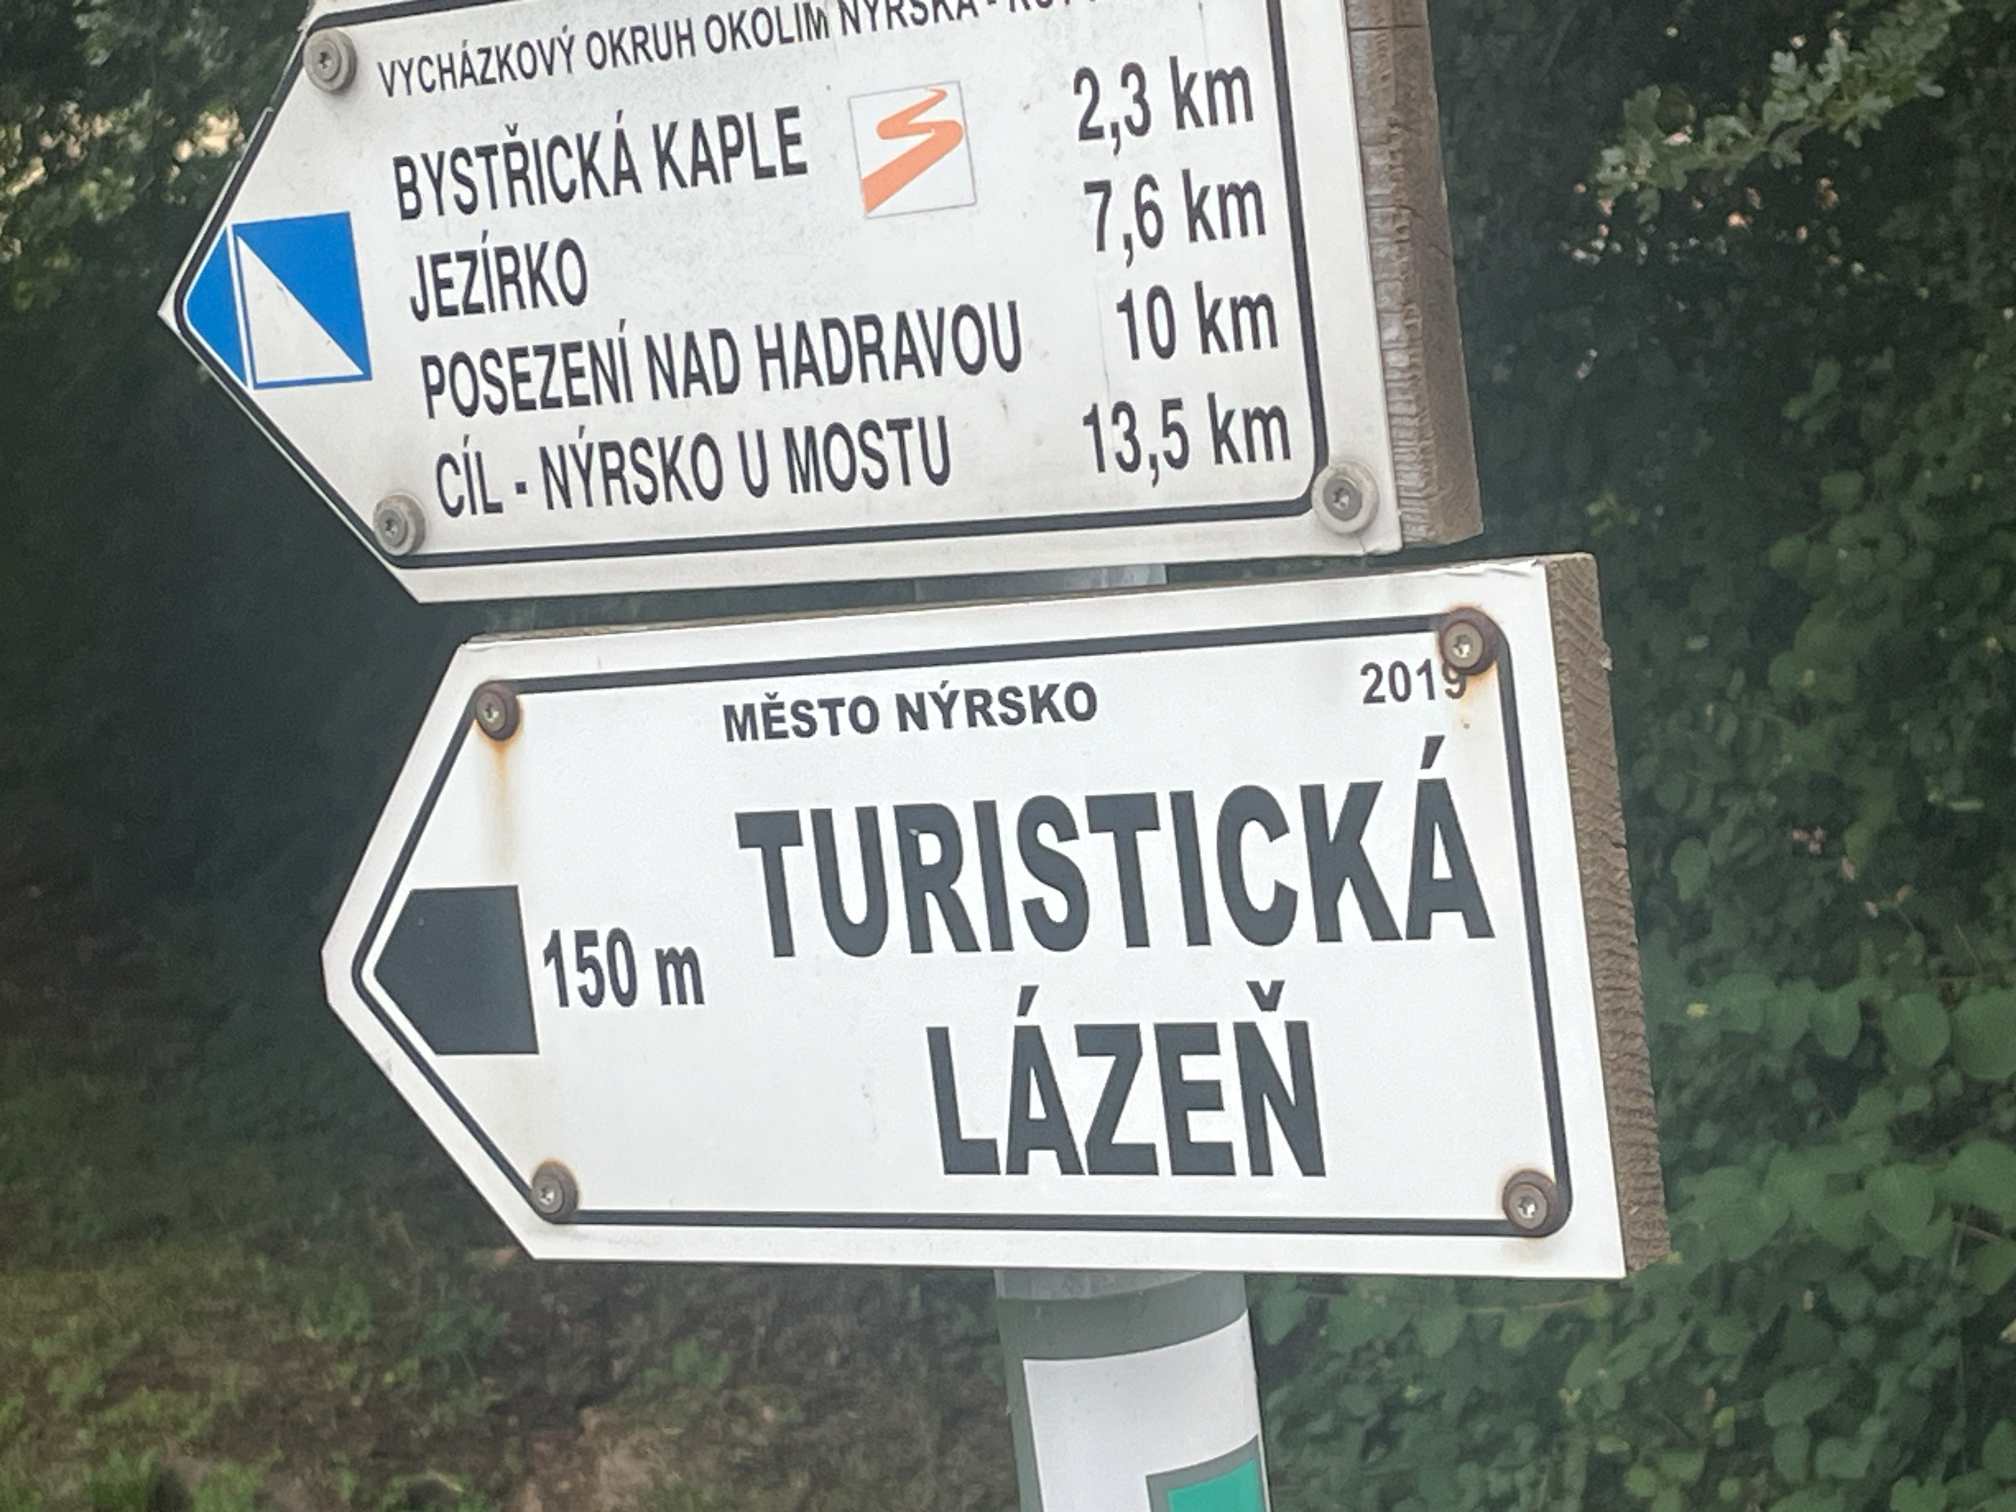 VYCHÁZKOVÝ OKRUH OKOLÍM NÝRSKA -
BYSTŘICKÁ KAPLE 2,3 km
JEZÍRKO 7,6 km
POSEZENÍ NAD HADRAVOU 10 km
CÍL - NÝRSKO U MOSTU 13,5 km
MĚSTO NÝRSKO 2019
TURISTICKÁ
150 m
LÁZEŇ